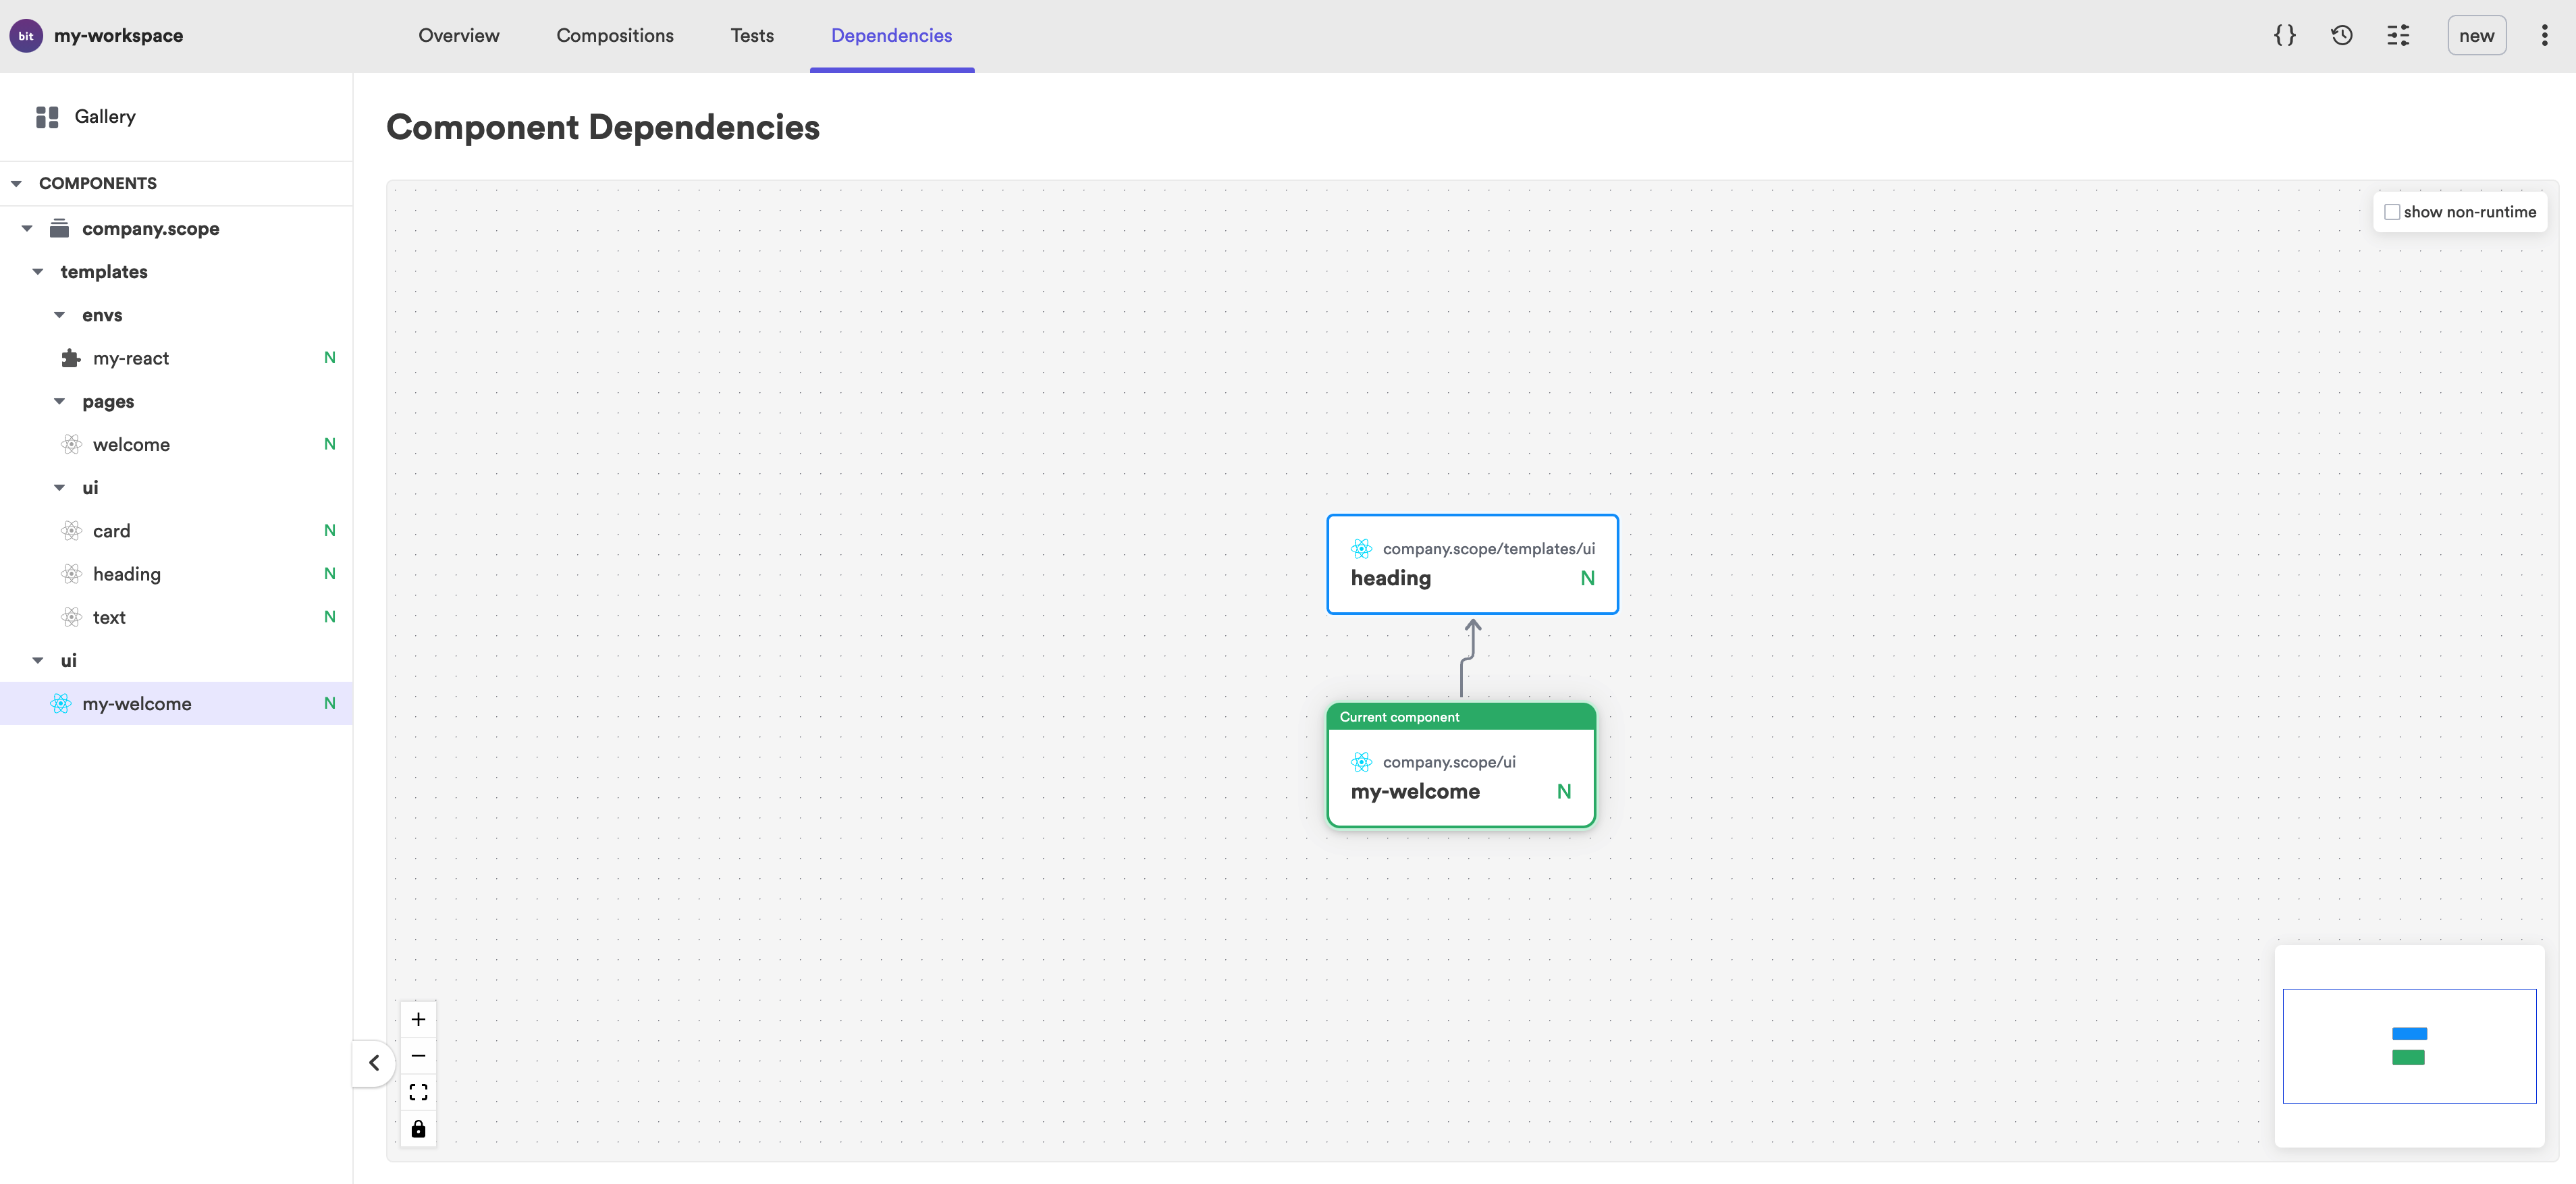 bit
my-workspace
Overview
Compositions
Tests
Dependencies
{}
new
Gallery
COMPONENTS
company.scope
templates
envs
my-react N
pages
welcome N
ui
card N
heading N
text N
ui
my-welcome N
Component Dependencies
show non-runtime
company.scope/templates/ui
heading N
Current component
company.scope/ui
my-welcome N